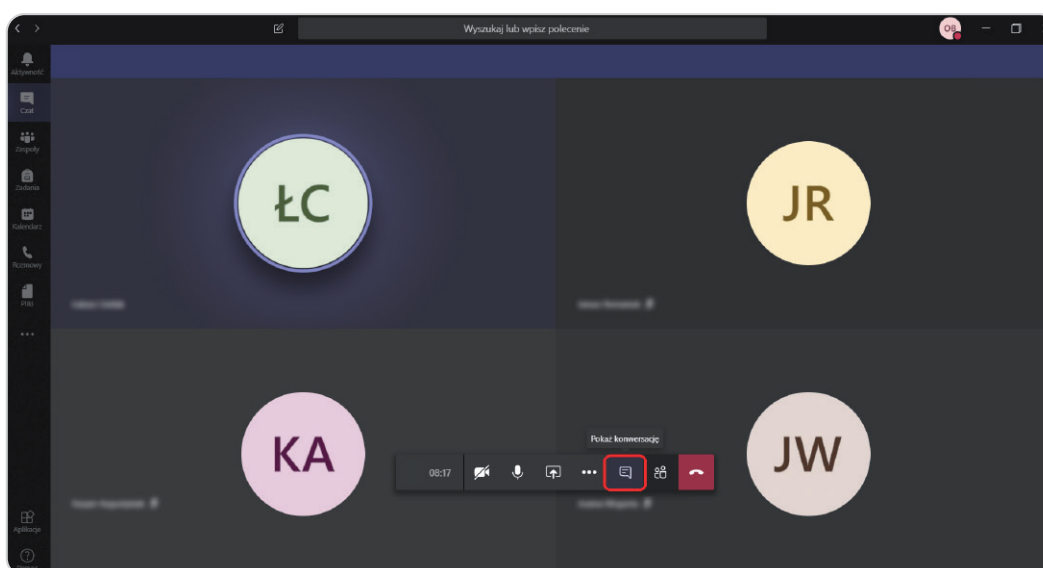 Wyszukaj lub wpisz polecenie
OB
Aktywność
Czat
Zespoły
Zadania
Kalendarz
Rozmowy
Pliki
ŁC
JR
KA
JW
Pokaż konwersację
08:17
Aplikacje